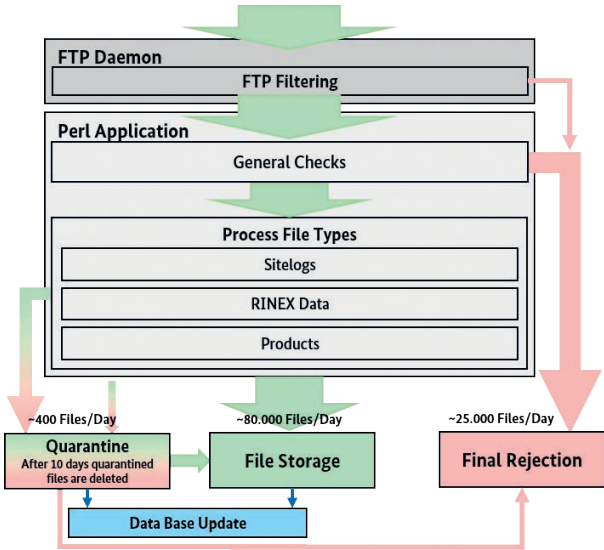 FTP Daemon
FTP Filtering
Perl Application
General Checks
Process File Types
Sitelogs
RINEX Data
Products
~400 Files/Day
~80.000 Files/Day
~25.000 Files/Day
Quarantine
After 10 days quarantined
files are deleted
File Storage
Final Rejection
Data Base Update